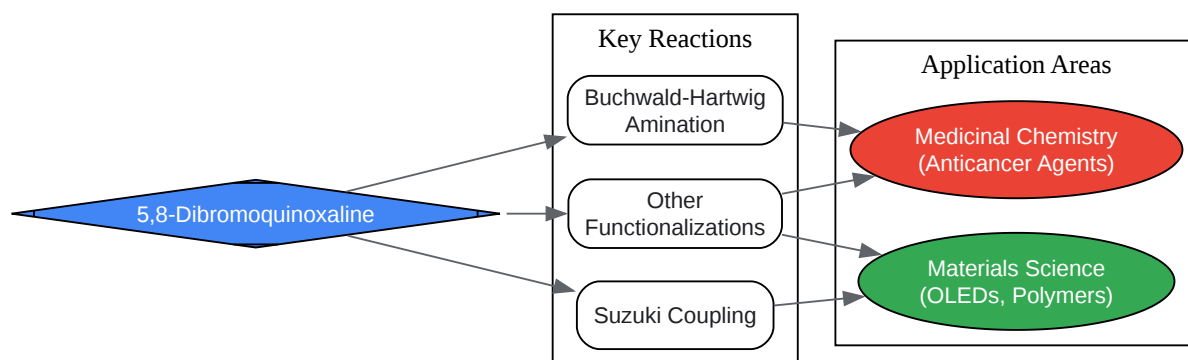 5,8-Dibromoquinoxaline
Key Reactions
Buchwald-Hartwig
Amination
Other
Functionalizations
Suzuki Coupling
Application Areas
Medicinal Chemistry
(Anticancer Agents)
Materials Science
(OLEDs, Polymers)